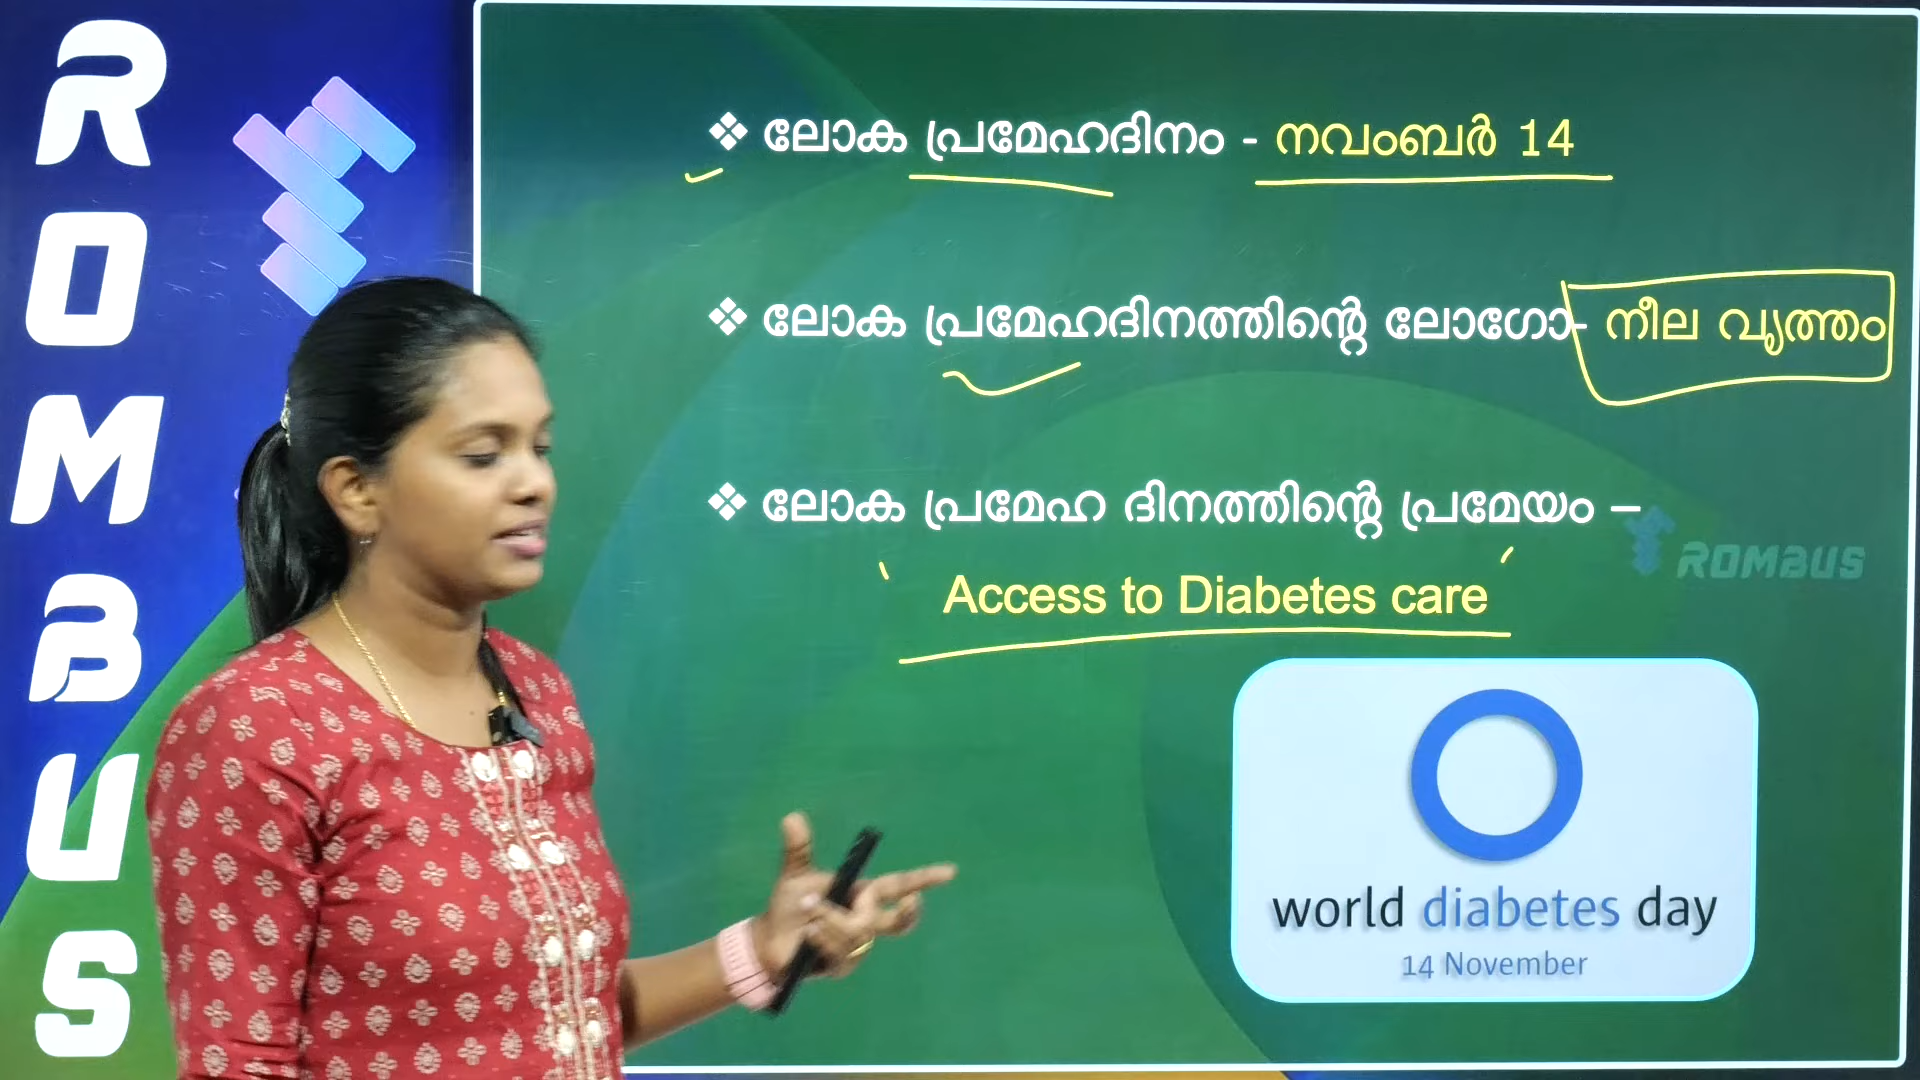 ROMBUS
❖ ലോക പ്രമേഹദിനം - നവംബർ 14
❖ ലോക പ്രമേഹദിനത്തിന്റെ ലോഗോ- നീല വൃത്തം
❖ ലോക പ്രമേഹ ദിനത്തിന്റെ പ്രമേയം –
ROMBUS
Access to Diabetes care
world diabetes day
14 November